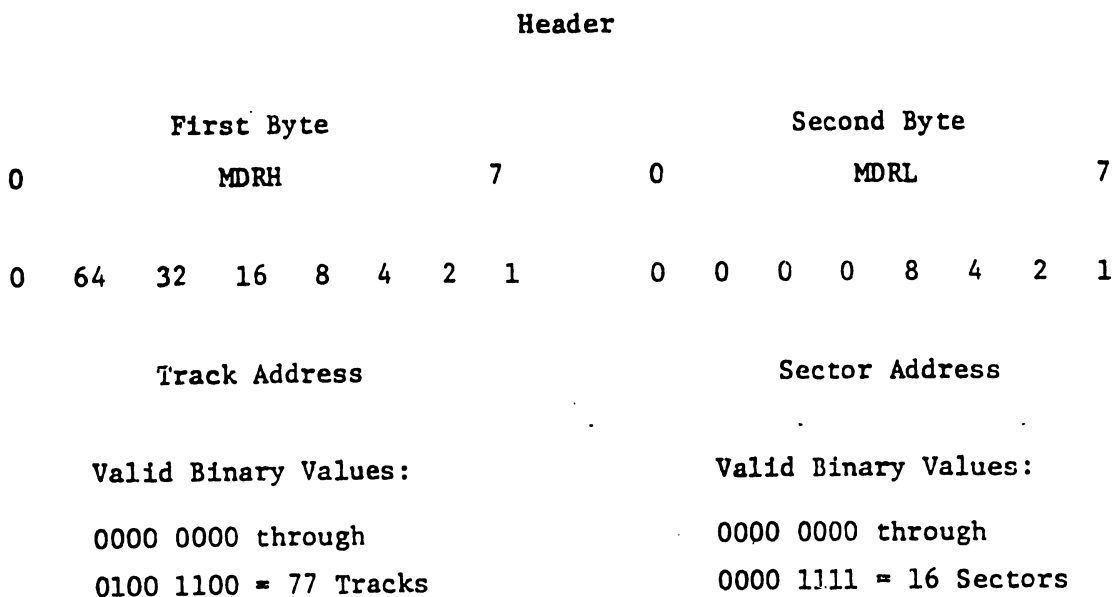 Header
First Byte Second Byte
0 MDRH 7 0 MDRL 7
0 64 32 16 8 4 2 1 0 0 0 0 8 4 2 1
Track Address Sector Address
Valid Binary Values: Valid Binary Values:
0000 0000 through 0000 0000 through
0100 1100 = 77 Tracks 0000 1111 = 16 Sectors